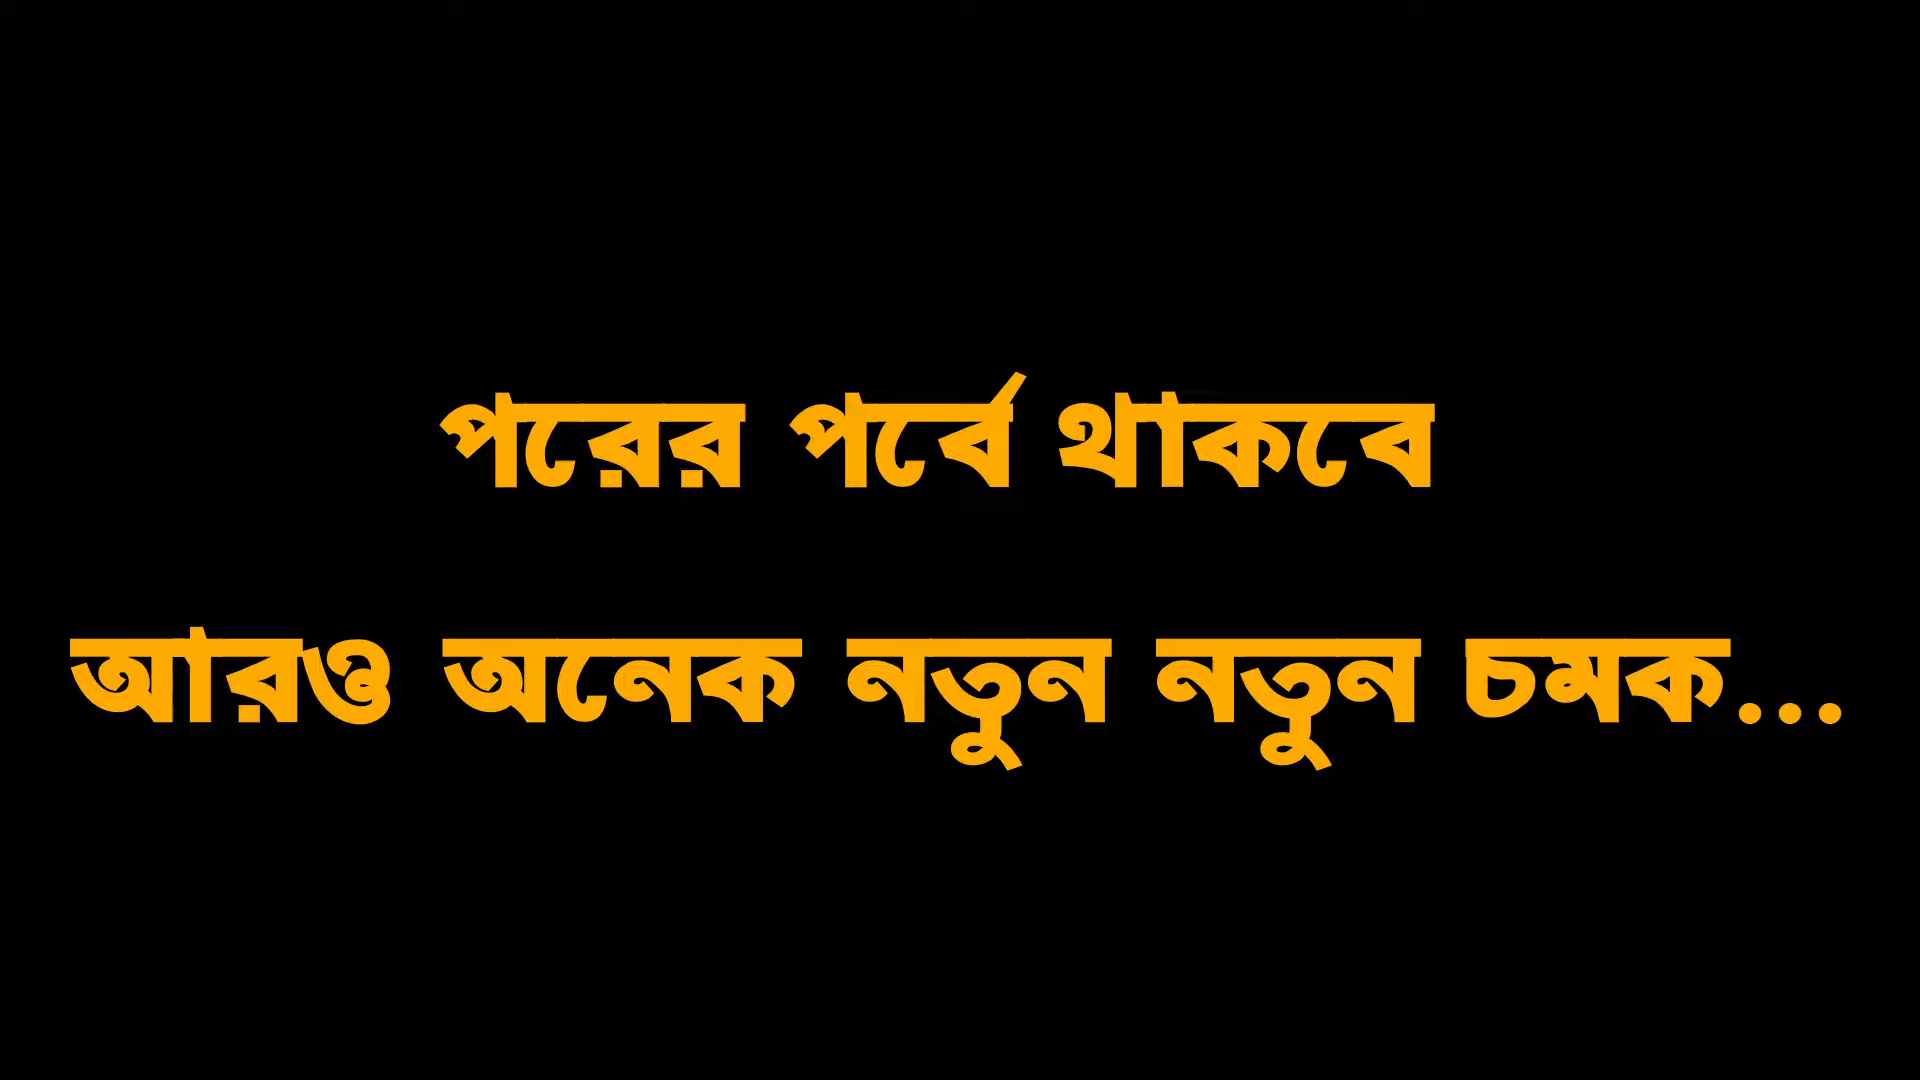 পরের পর্বে থাকবে
আরও অনেক নতুন নতুন চমক...